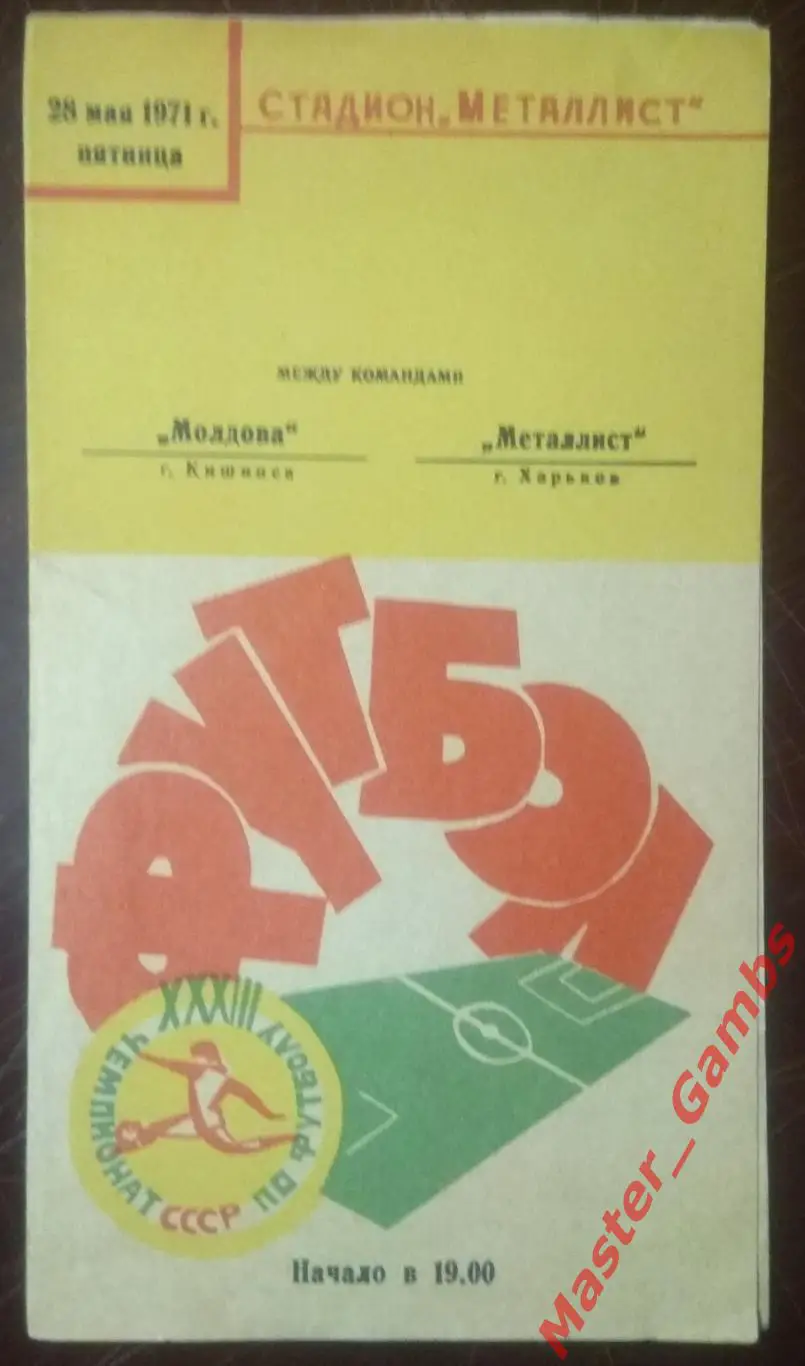 28 мая 1971 г.
пятница
СТАДИОН „МЕТАЛЛИСТ“
МЕЖДУ КОМАНДАМИ
„Молдова“
г. Кишинев
„Металлист“
г. Харьков
ФУТБОЛ
XXXIII ЧЕМПИОНАТ СССР ПО ФУТБОЛУ
Начало в 19.00
Master_Gambs